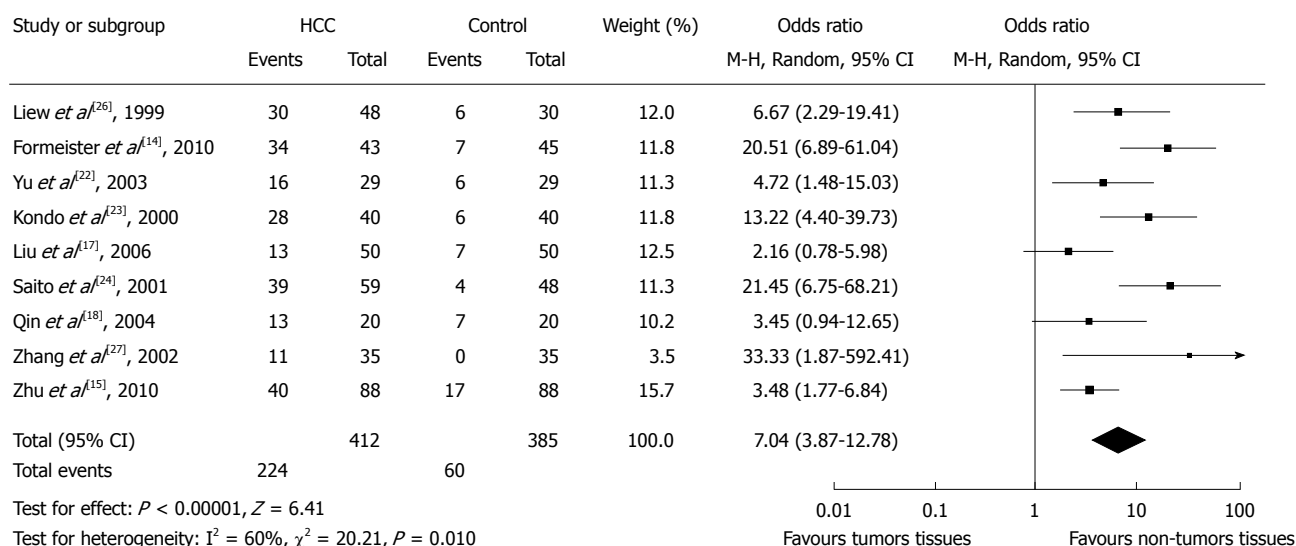 Study or subgroup HCC Control Weight (%) Odds ratio Odds ratio
Events Total Events Total M-H, Random, 95% CI M-H, Random, 95% CI
Liew et al[26], 1999 30 48 6 30 12.0 6.67 (2.29-19.41)
Formeister et al[14], 2010 34 43 7 45 11.8 20.51 (6.89-61.04)
Yu et al[22], 2003 16 29 6 29 11.3 4.72 (1.48-15.03)
Kondo et al[23], 2000 28 40 6 40 11.8 13.22 (4.40-39.73)
Liu et al[17], 2006 13 50 7 50 12.5 2.16 (0.78-5.98)
Saito et al[24], 2001 39 59 4 48 11.3 21.45 (6.75-68.21)
Qin et al[18], 2004 13 20 7 20 10.2 3.45 (0.94-12.65)
Zhang et al[27], 2002 11 35 0 35 3.5 33.33 (1.87-592.41)
Zhu et al[15], 2010 40 88 17 88 15.7 3.48 (1.77-6.84)
Total (95% CI) 412 385 100.0 7.04 (3.87-12.78)
Total events 224 60
Test for effect: P < 0.00001, Z = 6.41
0.01 0.1 1 10 100
Test for heterogeneity: I² = 60%, χ² = 20.21, P = 0.010
Favours tumors tissues Favours non-tumors tissues